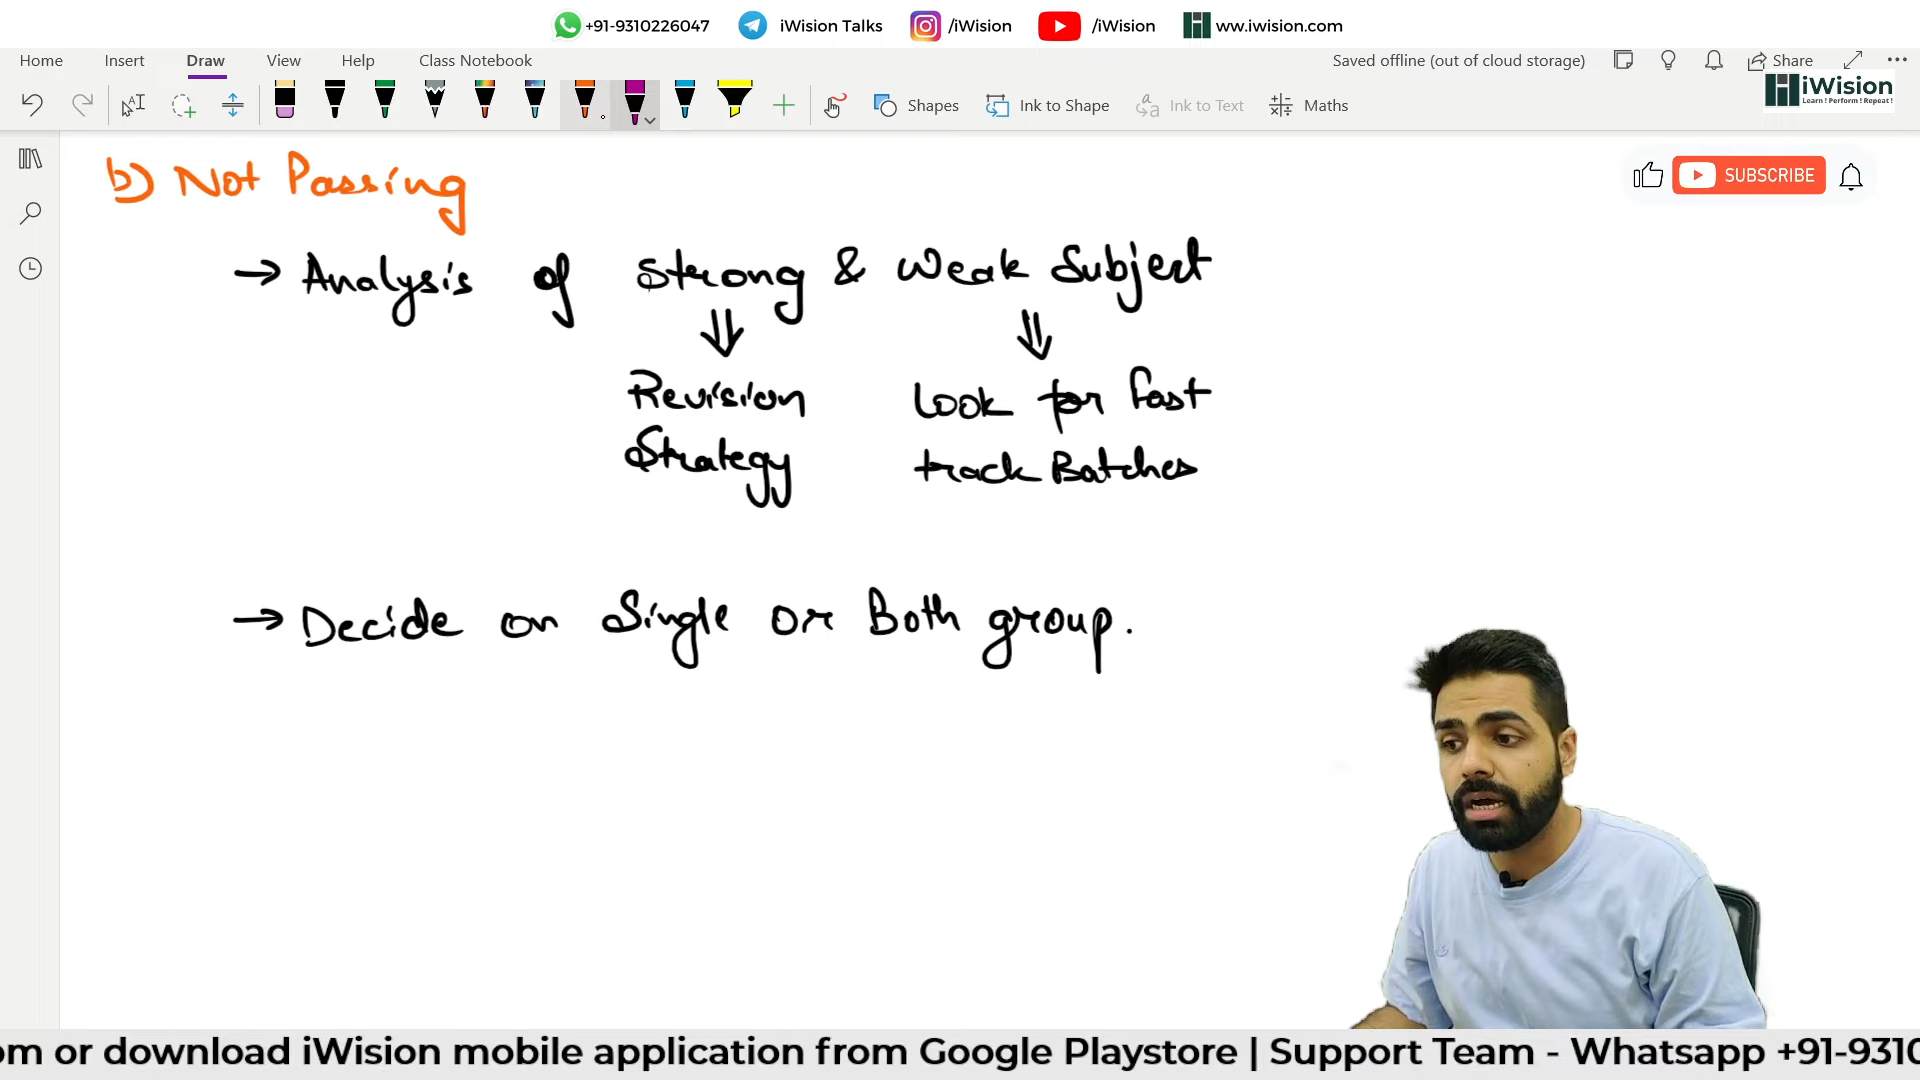 +91-9310226047 iWision Talks /iWision /iWision ww.iwision.com
Home Insert Draw View Help Class Notebook Saved offline (out of cloud storage) Share
Shapes Ink to Shape Ink to Text Maths
iWision
Learn ! Perform ! Repeat !
SUBSCRIBE
b) Not Passing
→ Analysis of Strong & Weak Subject
⇓ ⇓
Revision Look for Fast
Strategy track Batches
→ Decide on Single or Both group.
om or download iWision mobile application from Google Playstore | Support Team - Whatsapp +91-9310